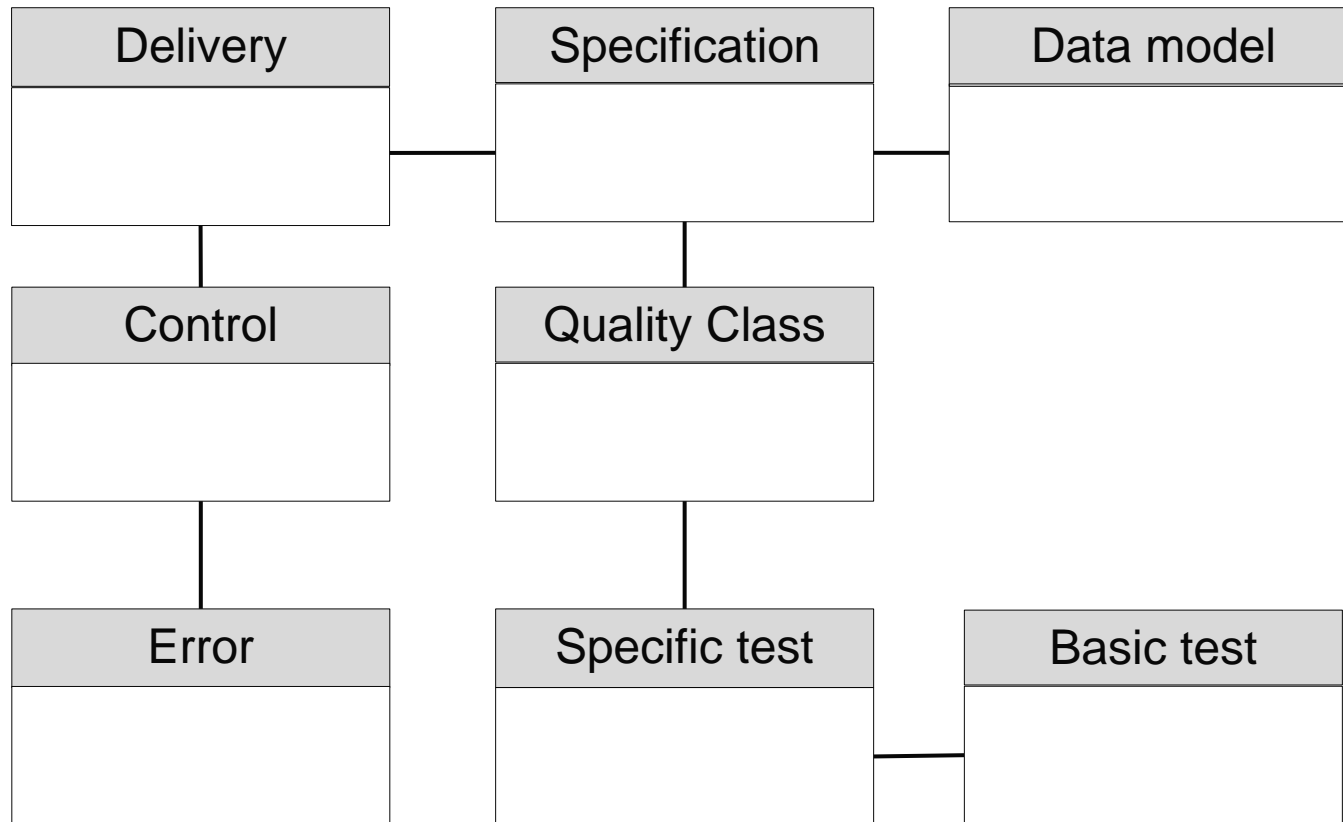 Delivery
Specification
Data model
Control
Quality Class
Error
Specific test
Basic test